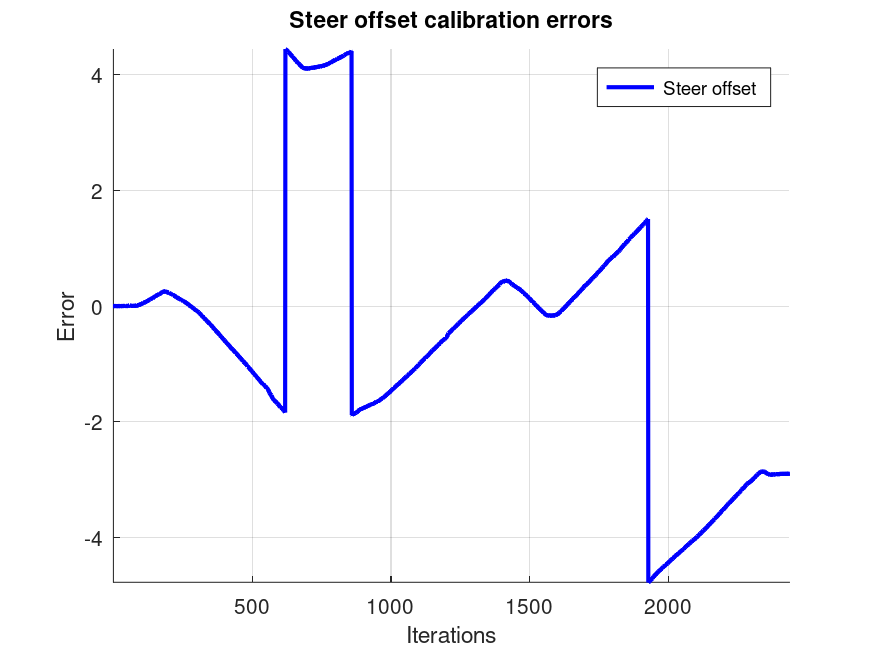 Steer offset calibration errors
Steer offset
4
2
0
-2
-4
Error
500
1000
1500
2000
Iterations